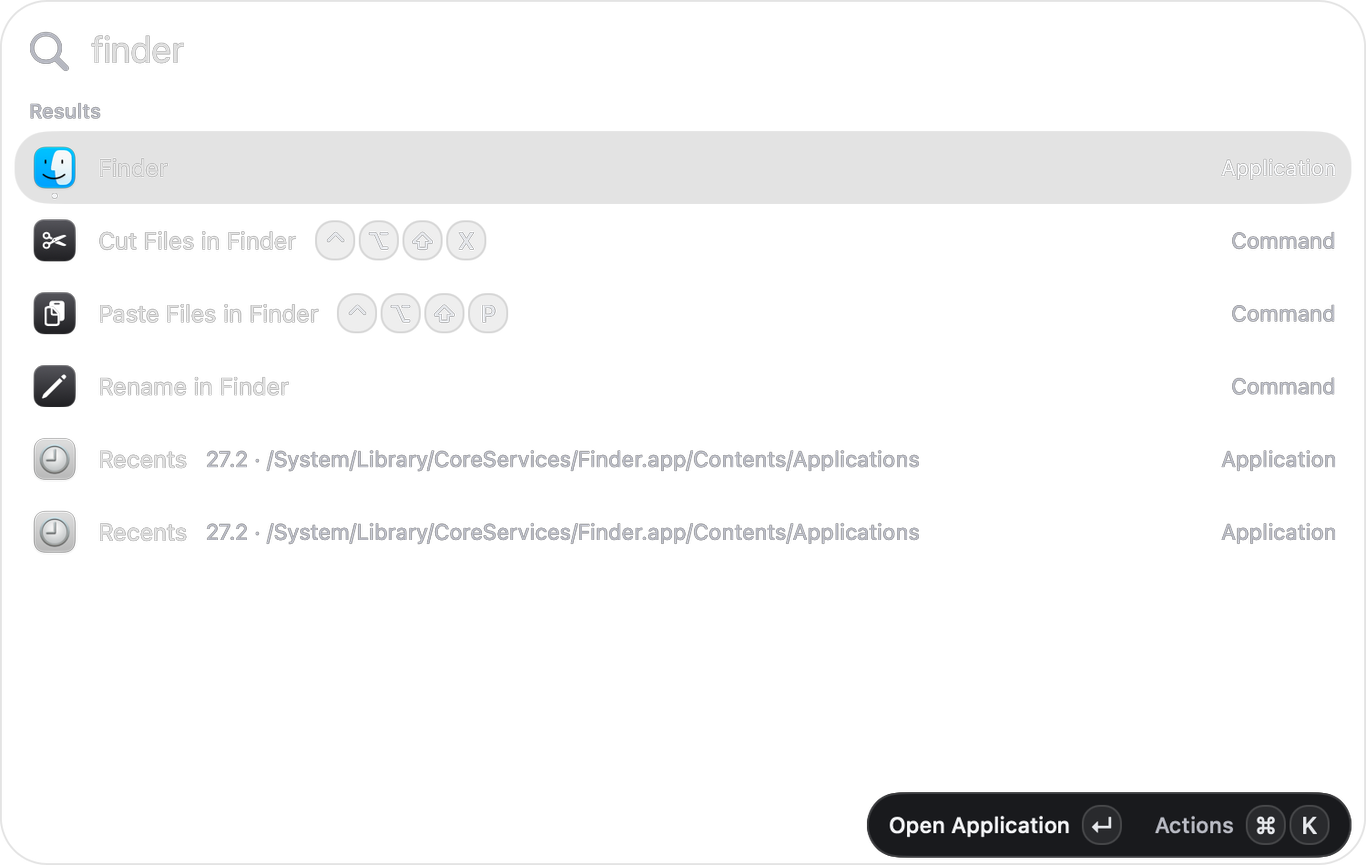 finder
Results
Finder Application
Cut Files in Finder ^ ⌥ ⇧ X Command
Paste Files in Finder ^ ⌥ ⇧ P Command
Rename in Finder Command
Recents 27.2 · /System/Library/CoreServices/Finder.app/Contents/Applications Application
Recents 27.2 · /System/Library/CoreServices/Finder.app/Contents/Applications Application
Open Application ↵ Actions ⌘ K